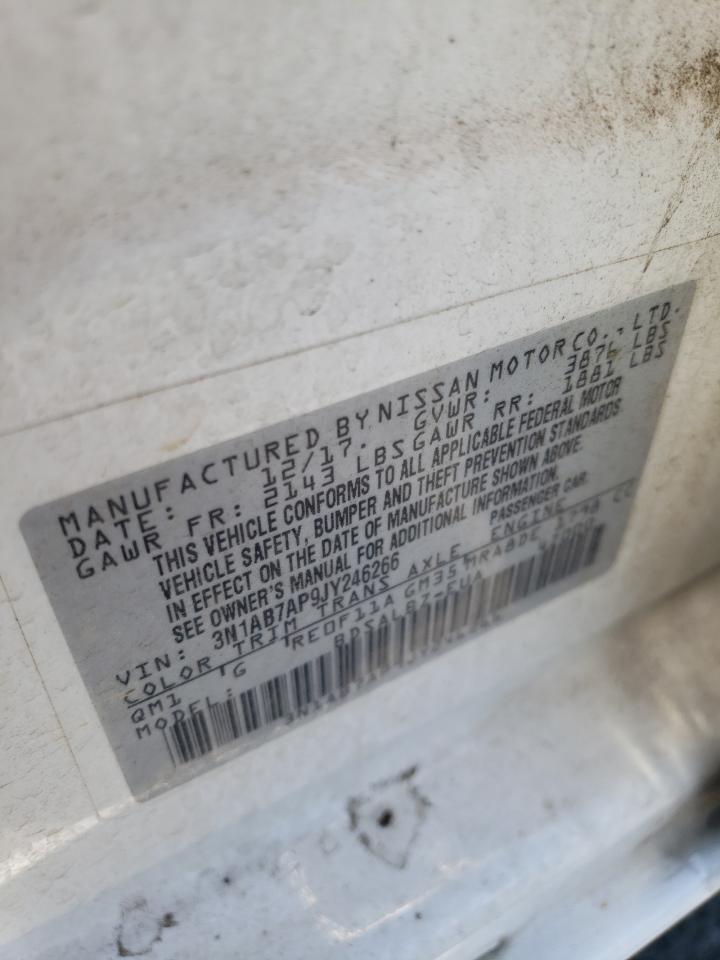 MANUFACTURED BY NISSAN MOTOR CO., LTD.
DATE: 12/17. GVWR: 3876 LBS
GAWR FR: 2143 LBS GAWR RR: 1881 LBS
THIS VEHICLE CONFORMS TO ALL APPLICABLE FEDERAL MOTOR
VEHICLE SAFETY, BUMPER AND THEFT PREVENTION STANDARDS
IN EFFECT ON THE DATE OF MANUFACTURE SHOWN ABOVE.
SEE OWNER'S MANUAL FOR ADDITIONAL INFORMATION.
VIN: 3N1AB7AP9JY246266 PASSENGER CAR.
COLOR TRIM TRANS AXLE ENGINE
QM1 G RE0F11A GM35 MRA8DE 1798 CC
MODEL: BDSALB7-EUA